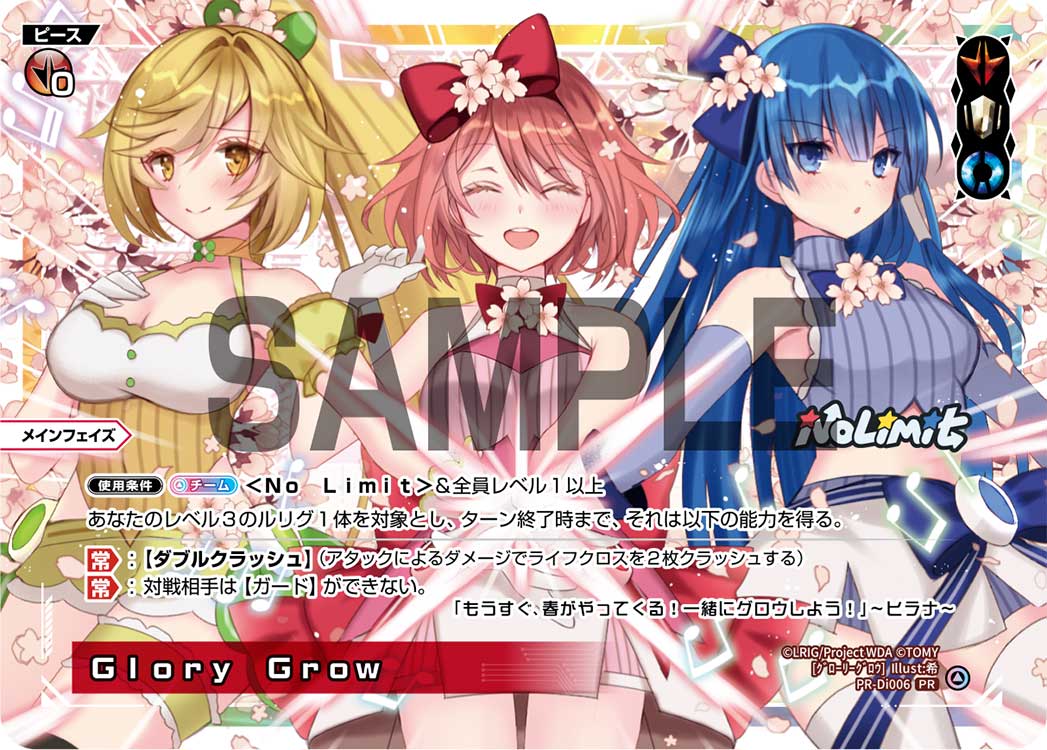 ピース
0
SAMPLE
No Limit
メインフェイズ
使用条件 チーム <No Limit>&全員レベル1以上
あなたのレベル3のルリグ1体を対象とし、ターン終了時まで、それは以下の能力を得る。
常:【ダブルクラッシュ】(アタックによるダメージでライフクロスを2枚クラッシュする)
常:対戦相手は【ガード】ができない。
「もうすぐ、春がやってくる!一緒にグロウしよう!」~ヒラナ~
Glory Grow
©LRIG/Project WDA ©TOMY
[グローリーグロウ] Illust:希
PR-Di006 PR